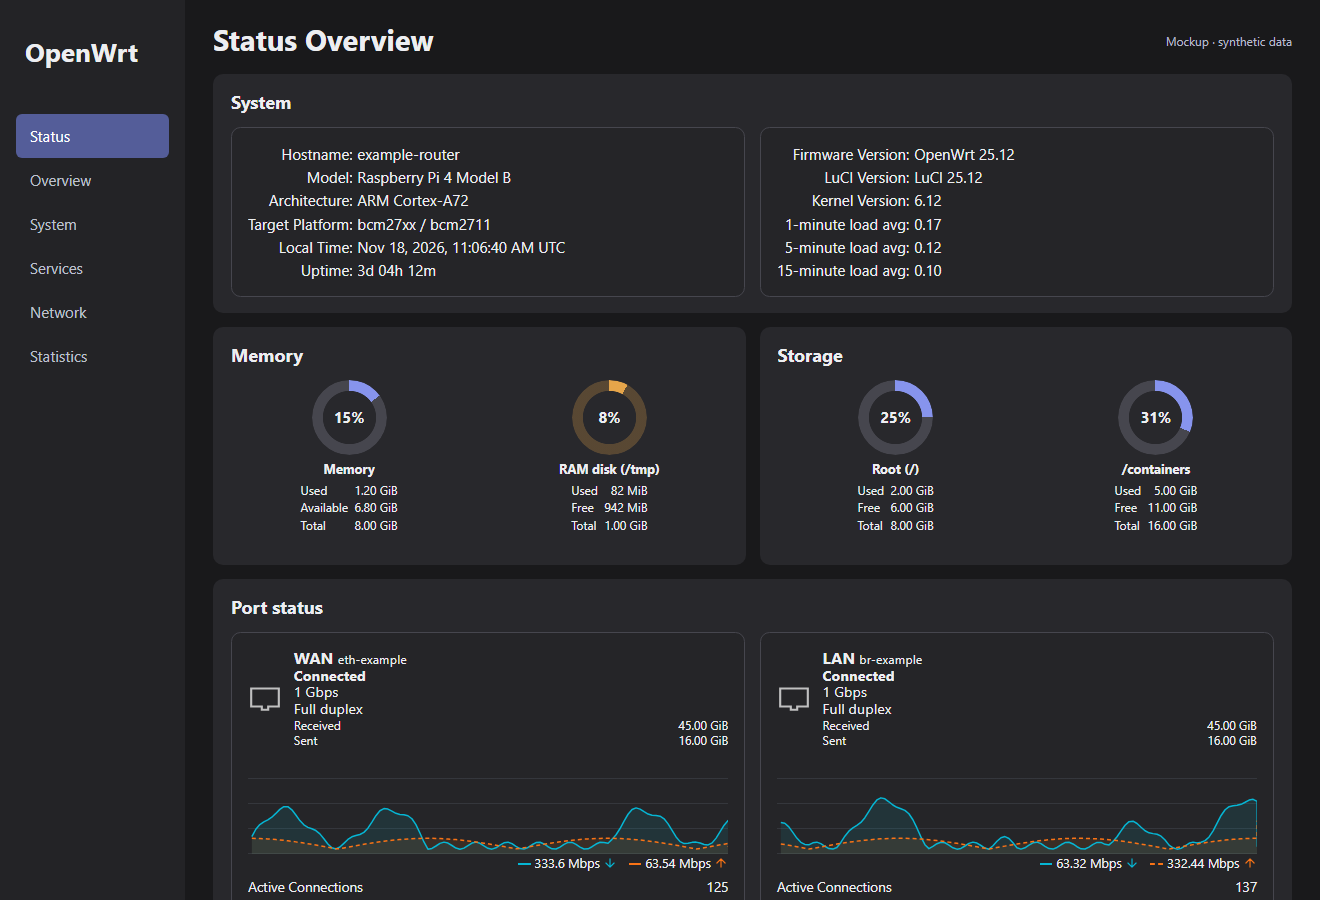 OpenWrt
Status
Overview
System
Services
Network
Statistics
Status Overview
Mockup · synthetic data
System
Hostname: example-router
Model: Raspberry Pi 4 Model B
Architecture: ARM Cortex-A72
Target Platform: bcm27xx / bcm2711
Local Time: Nov 18, 2026, 11:06:40 AM UTC
Uptime: 3d 04h 12m
Firmware Version: OpenWrt 25.12
LuCI Version: LuCI 25.12
Kernel Version: 6.12
1-minute load avg: 0.17
5-minute load avg: 0.12
15-minute load avg: 0.10
Memory
15%
Memory
Used 1.20 GiB
Available 6.80 GiB
Total 8.00 GiB
8%
RAM disk (/tmp)
Used 82 MiB
Free 942 MiB
Total 1.00 GiB
Storage
25%
Root (/)
Used 2.00 GiB
Free 6.00 GiB
Total 8.00 GiB
31%
/containers
Used 5.00 GiB
Free 11.00 GiB
Total 16.00 GiB
Port status
WAN eth-example
Connected
1 Gbps
Full duplex
Received 45.00 GiB
Sent 16.00 GiB
333.6 Mbps ↓ 63.54 Mbps ↑
Active Connections 125
LAN br-example
Connected
1 Gbps
Full duplex
Received 45.00 GiB
Sent 16.00 GiB
63.32 Mbps ↓ 332.44 Mbps ↑
Active Connections 137